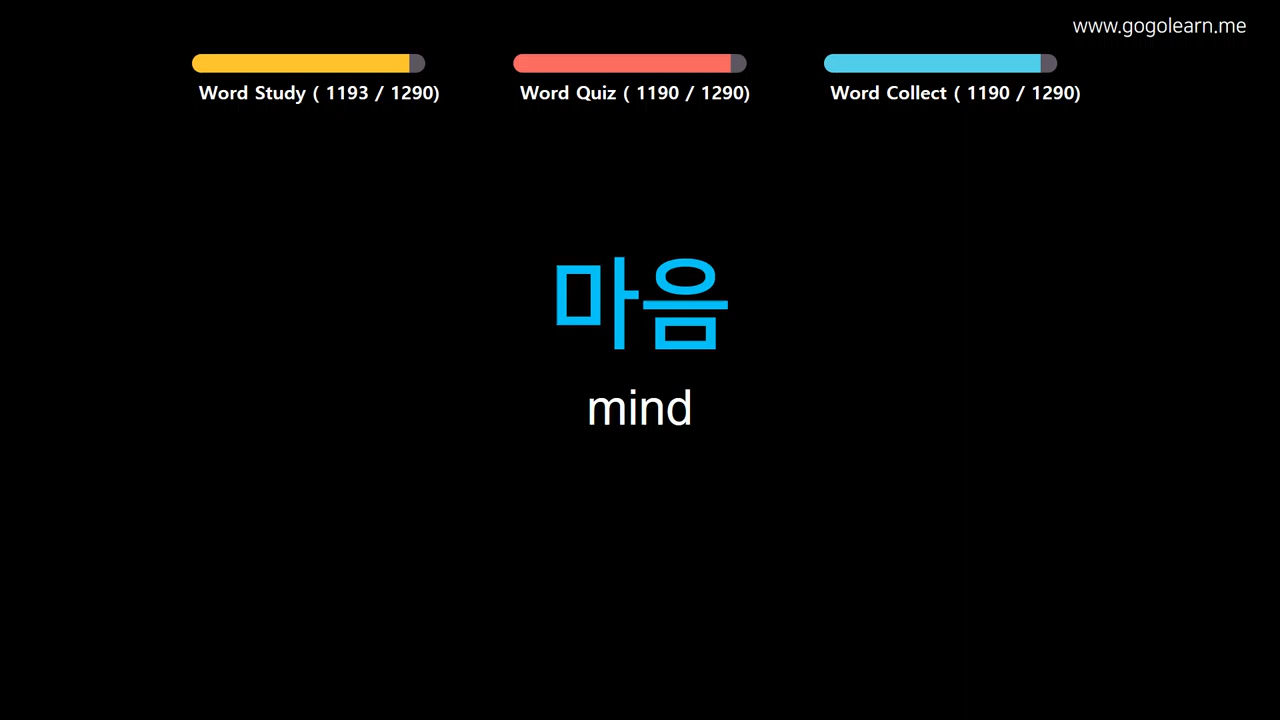 www.gogolearn.me
Word Study ( 1193 / 1290)
Word Quiz ( 1190 / 1290)
Word Collect ( 1190 / 1290)
마음
mind